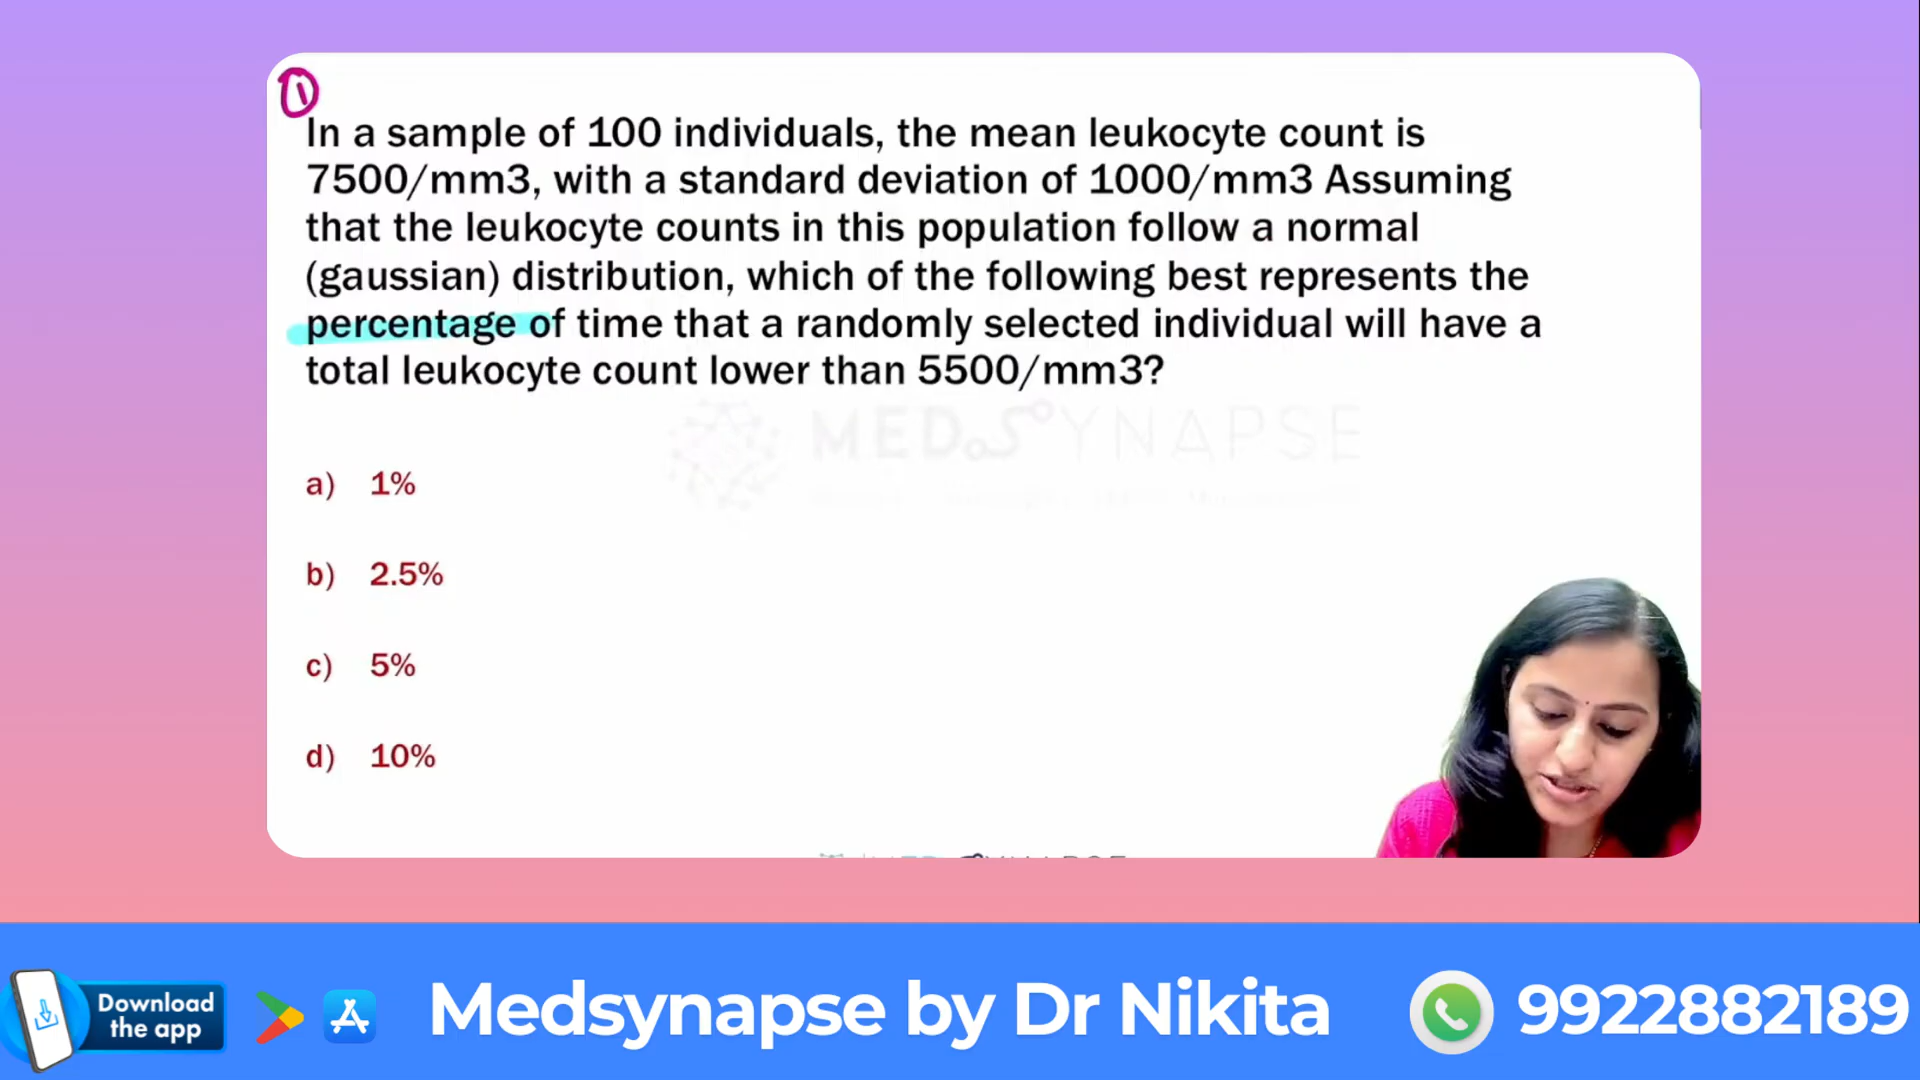 1
In a sample of 100 individuals, the mean leukocyte count is
7500/mm3, with a standard deviation of 1000/mm3 Assuming
that the leukocyte counts in this population follow a normal
(gaussian) distribution, which of the following best represents the
percentage of time that a randomly selected individual will have a
total leukocyte count lower than 5500/mm3?
MEDSYNAPSE
a) 1%
b) 2.5%
c) 5%
d) 10%
Download
the app
Medsynapse by Dr Nikita
9922882189